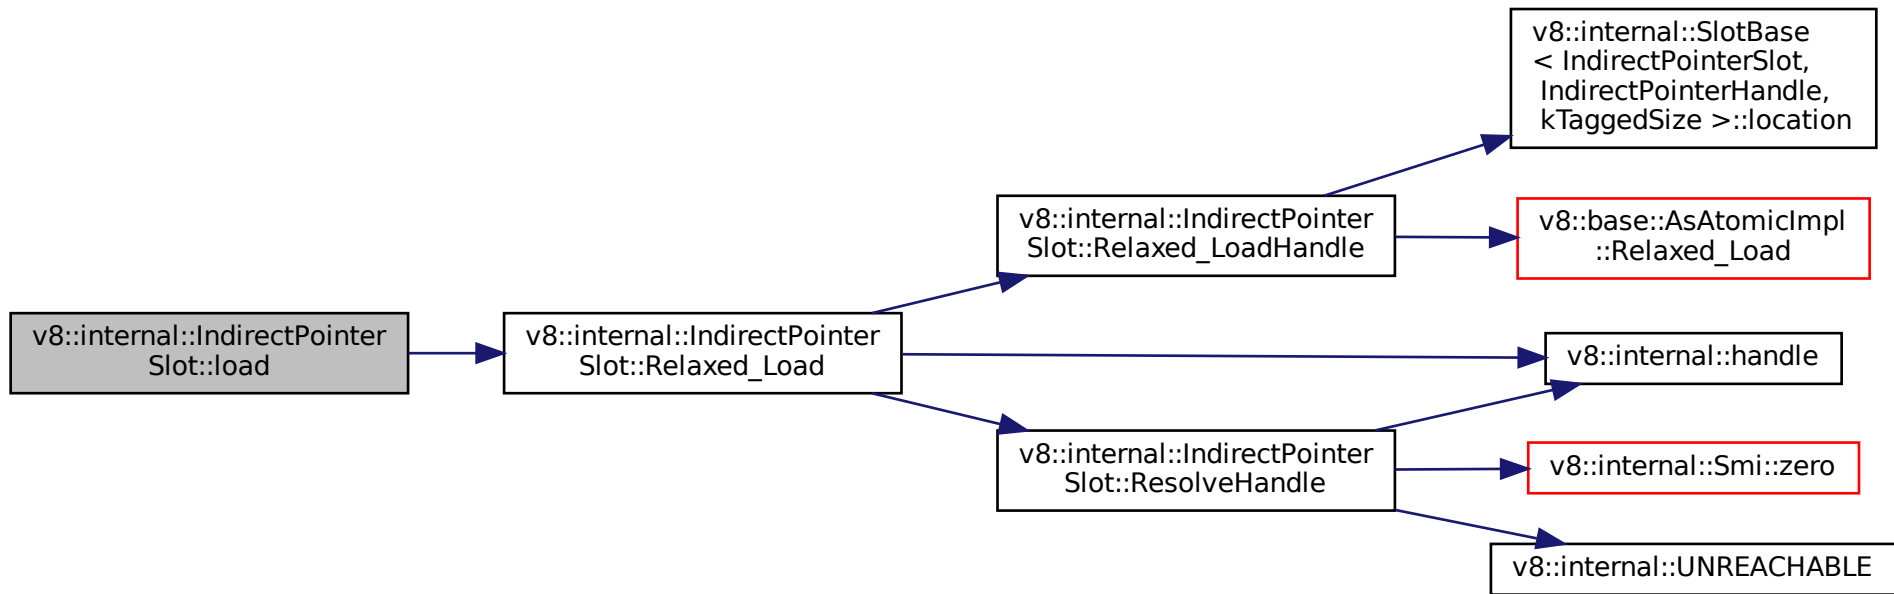 v8::internal::SlotBase
< IndirectPointerSlot,
IndirectPointerHandle,
kTaggedSize >::location
v8::internal::IndirectPointer
Slot::Relaxed_LoadHandle
v8::base::AsAtomicImpl
::Relaxed_Load
v8::internal::IndirectPointer
Slot::load
v8::internal::IndirectPointer
Slot::Relaxed_Load
v8::internal::handle
v8::internal::IndirectPointer
Slot::ResolveHandle
v8::internal::Smi::zero
v8::internal::UNREACHABLE